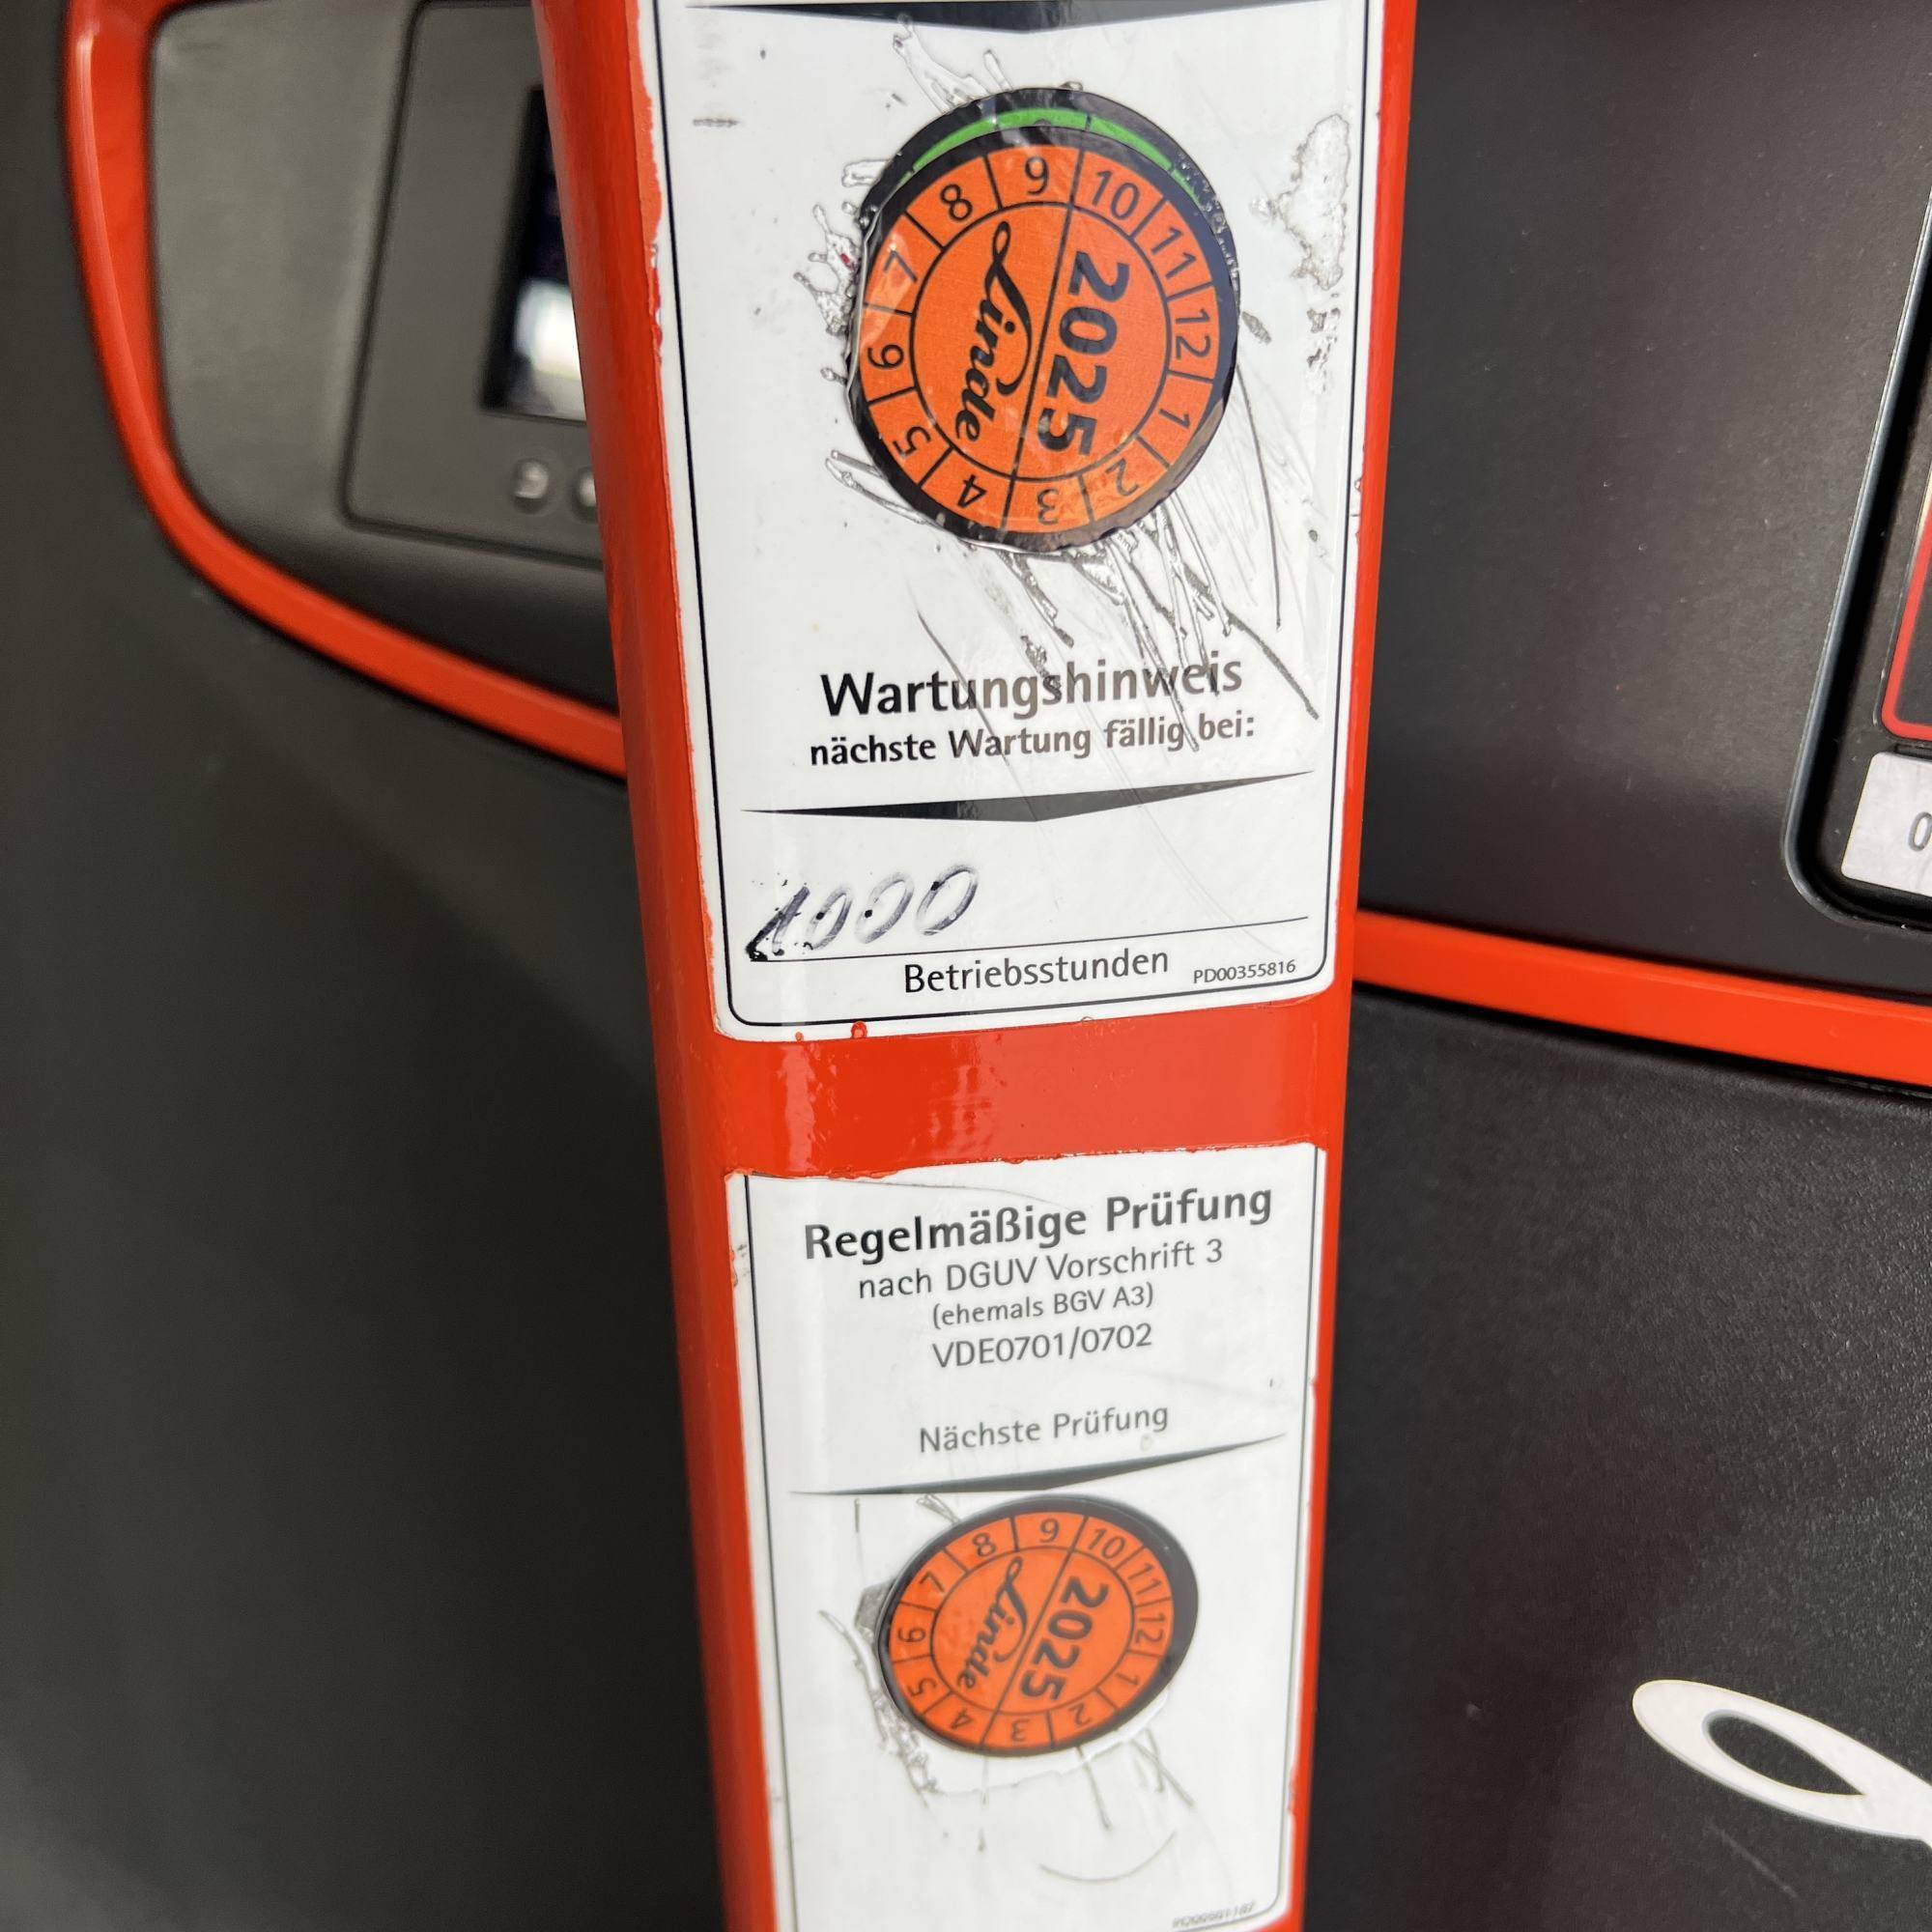 9
8 10
7 11
6 12
5 1
4 2
3
Linde
2025
Wartungshinweis
nächste Wartung fällig bei:
1000
Betriebsstunden PD00355816
0
Regelmäßige Prüfung
nach DGUV Vorschrift 3
(ehemals BGV A3)
VDE0701/0702
Nächste Prüfung
9
8 10
7 11
6 12
5 1
4 2
3
Linde
2025